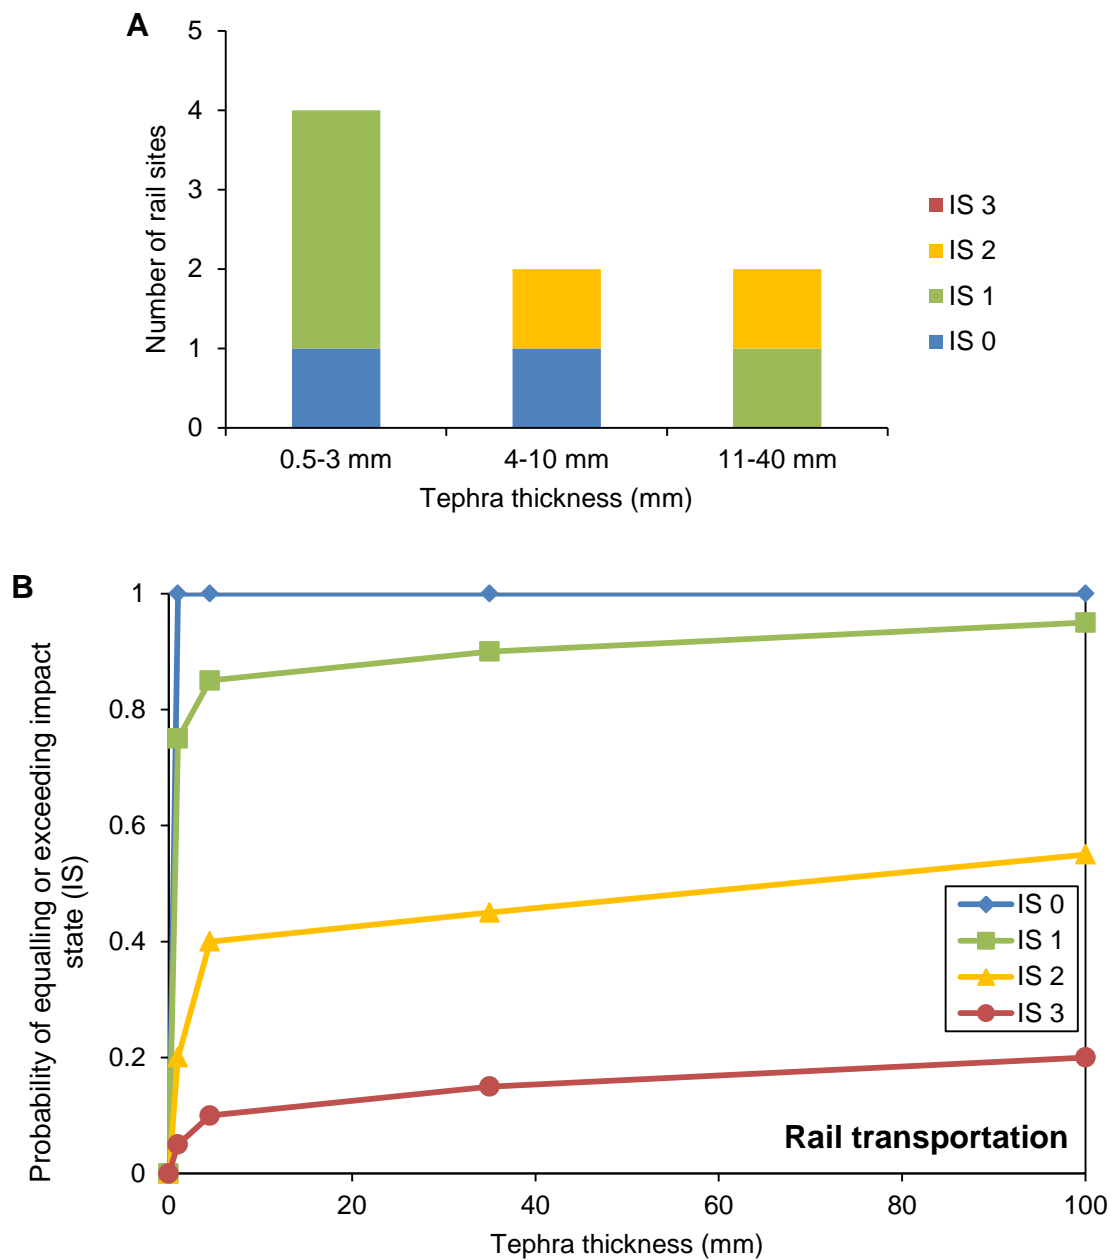 A
5
4
3
2
1
0
Number of rail sites
0.5-3 mm 4-10 mm 11-40 mm
Tephra thickness (mm)
IS 3
IS 2
IS 1
IS 0
B
1
0.8
0.6
0.4
0.2
0
Probability of equalling or exceeding impact
state (IS)
IS 0
IS 1
IS 2
IS 3
Rail transportation
0 20 40 60 80 100
Tephra thickness (mm)